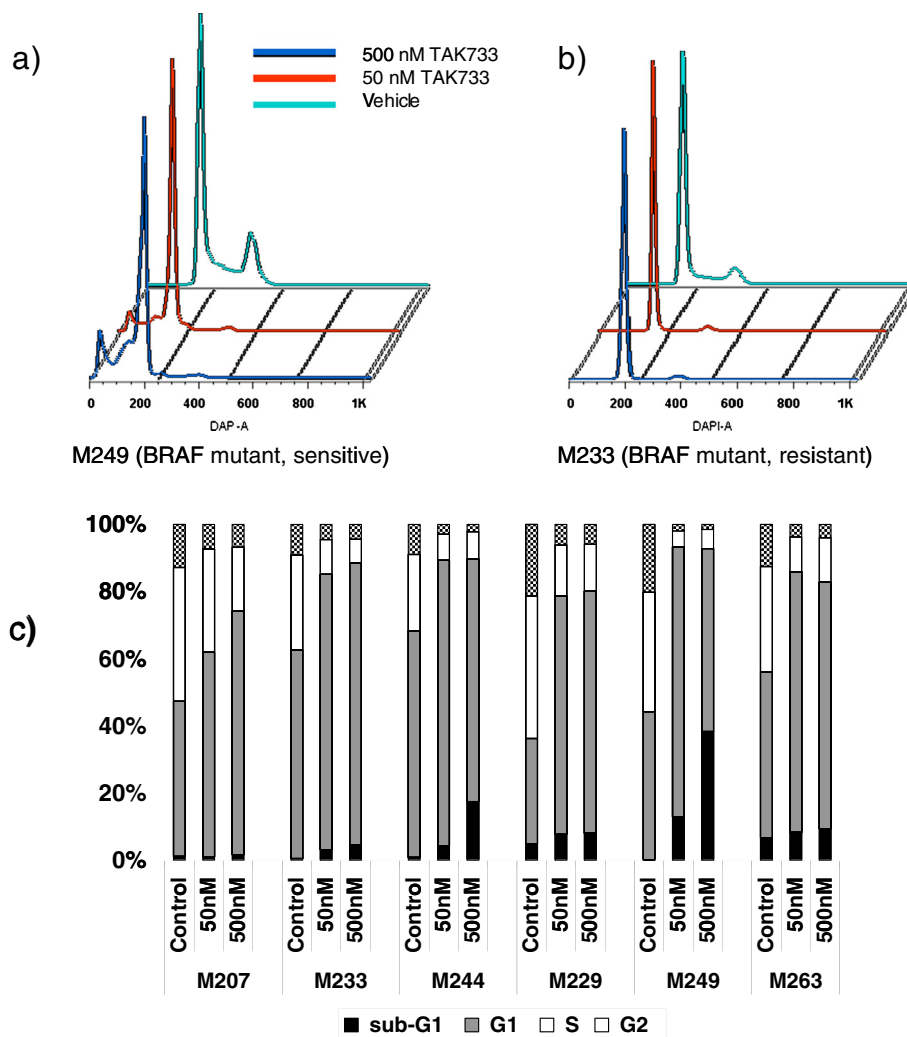 a)
500 nM TAK733
50 nM TAK733
Vehicle
b)
0 200 400 600 800 1K
DAP -A
M249 (BRAF mutant, sensitive)
0 200 400 600 800 1K
DAPI-A
M233 (BRAF mutant, resistant)
c)
100%
80%
60%
40%
20%
0%
Control 50nM 500nM
Control 50nM 500nM
Control 50nM 500nM
Control 50nM 500nM
Control 50nM 500nM
Control 50nM 500nM
M207 M233 M244 M229 M249 M263
sub-G1 G1 S G2